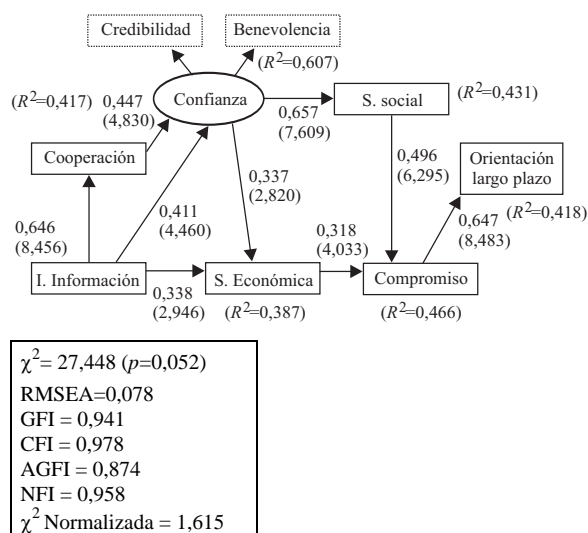 Credibilidad
Benevolencia
(R²=0,607)
(R²=0,417)
0,447
(4,830)
Confianza
0,657
(7,609)
S. social
(R²=0,431)
Cooperación
0,337
(2,820)
0,496
(6,295)
Orientación
largo plazo
0,646
(8,456)
0,411
(4,460)
0,318
(4,033)
0,647
(8,483)
(R²=0,418)
I. Información
0,338
(2,946)
S. Económica
(R²=0,387)
Compromiso
(R²=0,466)
χ²= 27,448 (p=0,052)
RMSEA=0,078
GFI = 0,941
CFI = 0,978
AGFI = 0,874
NFI = 0,958
χ² Normalizada = 1,615